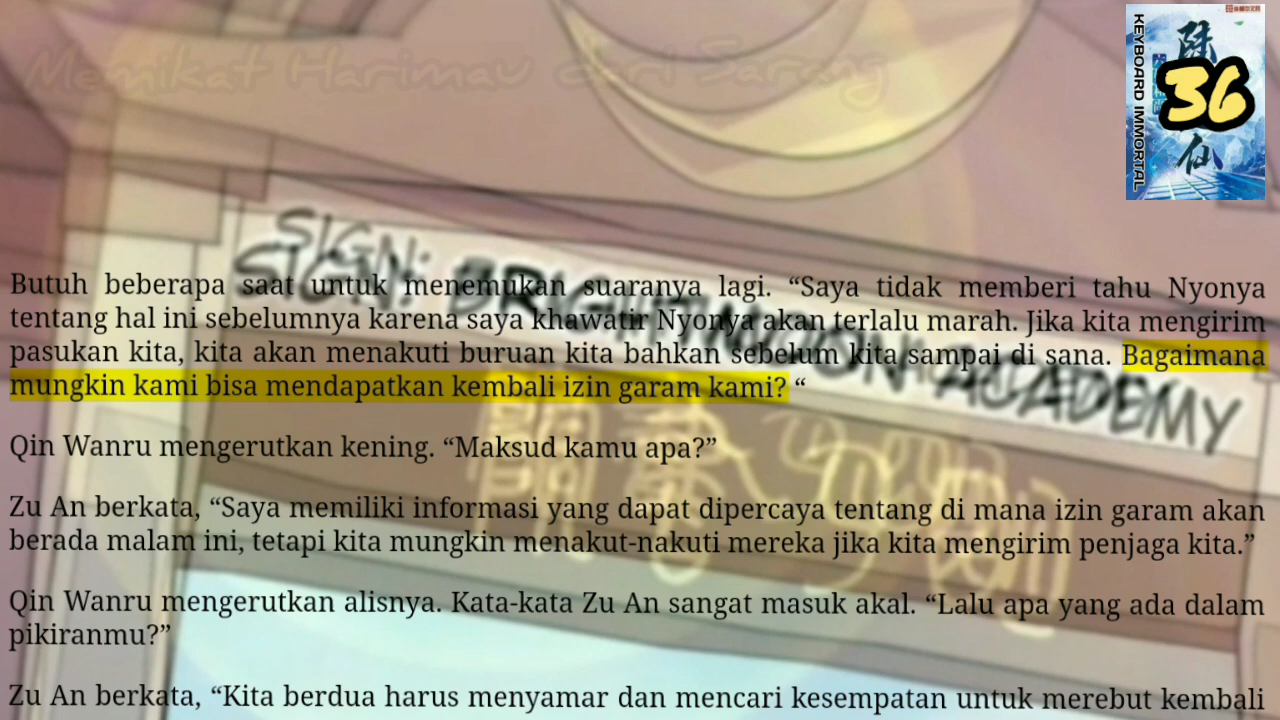 Memikat Harimau dari Sarang
KEYBOARD IMMORTAL
陆
仙
36
SIGN:
SIGN: BRIGHTMOON ACADEMY
Butuh beberapa saat untuk menemukan suaranya lagi. “Saya tidak memberi tahu Nyonya
tentang hal ini sebelumnya karena saya khawatir Nyonya akan terlalu marah. Jika kita mengirim
pasukan kita, kita akan menakuti buruan kita bahkan sebelum kita sampai di sana. Bagaimana
mungkin kami bisa mendapatkan kembali izin garam kami? “
Qin Wanru mengerutkan kening. “Maksud kamu apa?”
Zu An berkata, “Saya memiliki informasi yang dapat dipercaya tentang di mana izin garam akan
berada malam ini, tetapi kita mungkin menakut-nakuti mereka jika kita mengirim penjaga kita.”
Qin Wanru mengerutkan alisnya. Kata-kata Zu An sangat masuk akal. “Lalu apa yang ada dalam
pikiranmu?”
Zu An berkata, “Kita berdua harus menyamar dan mencari kesempatan untuk merebut kembali